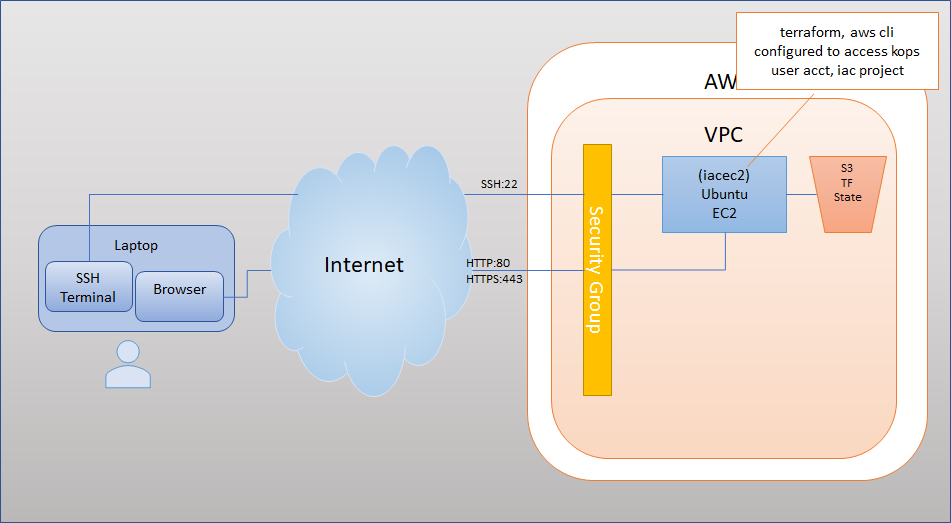 terraform, aws cli
configured to access kops
user acct, iac project
VPC
(iacec2)
Ubuntu
EC2
S3
TF
State
SSH:22
Security Group
Laptop
SSH
Terminal
Browser
Internet
HTTP:80
HTTPS:443